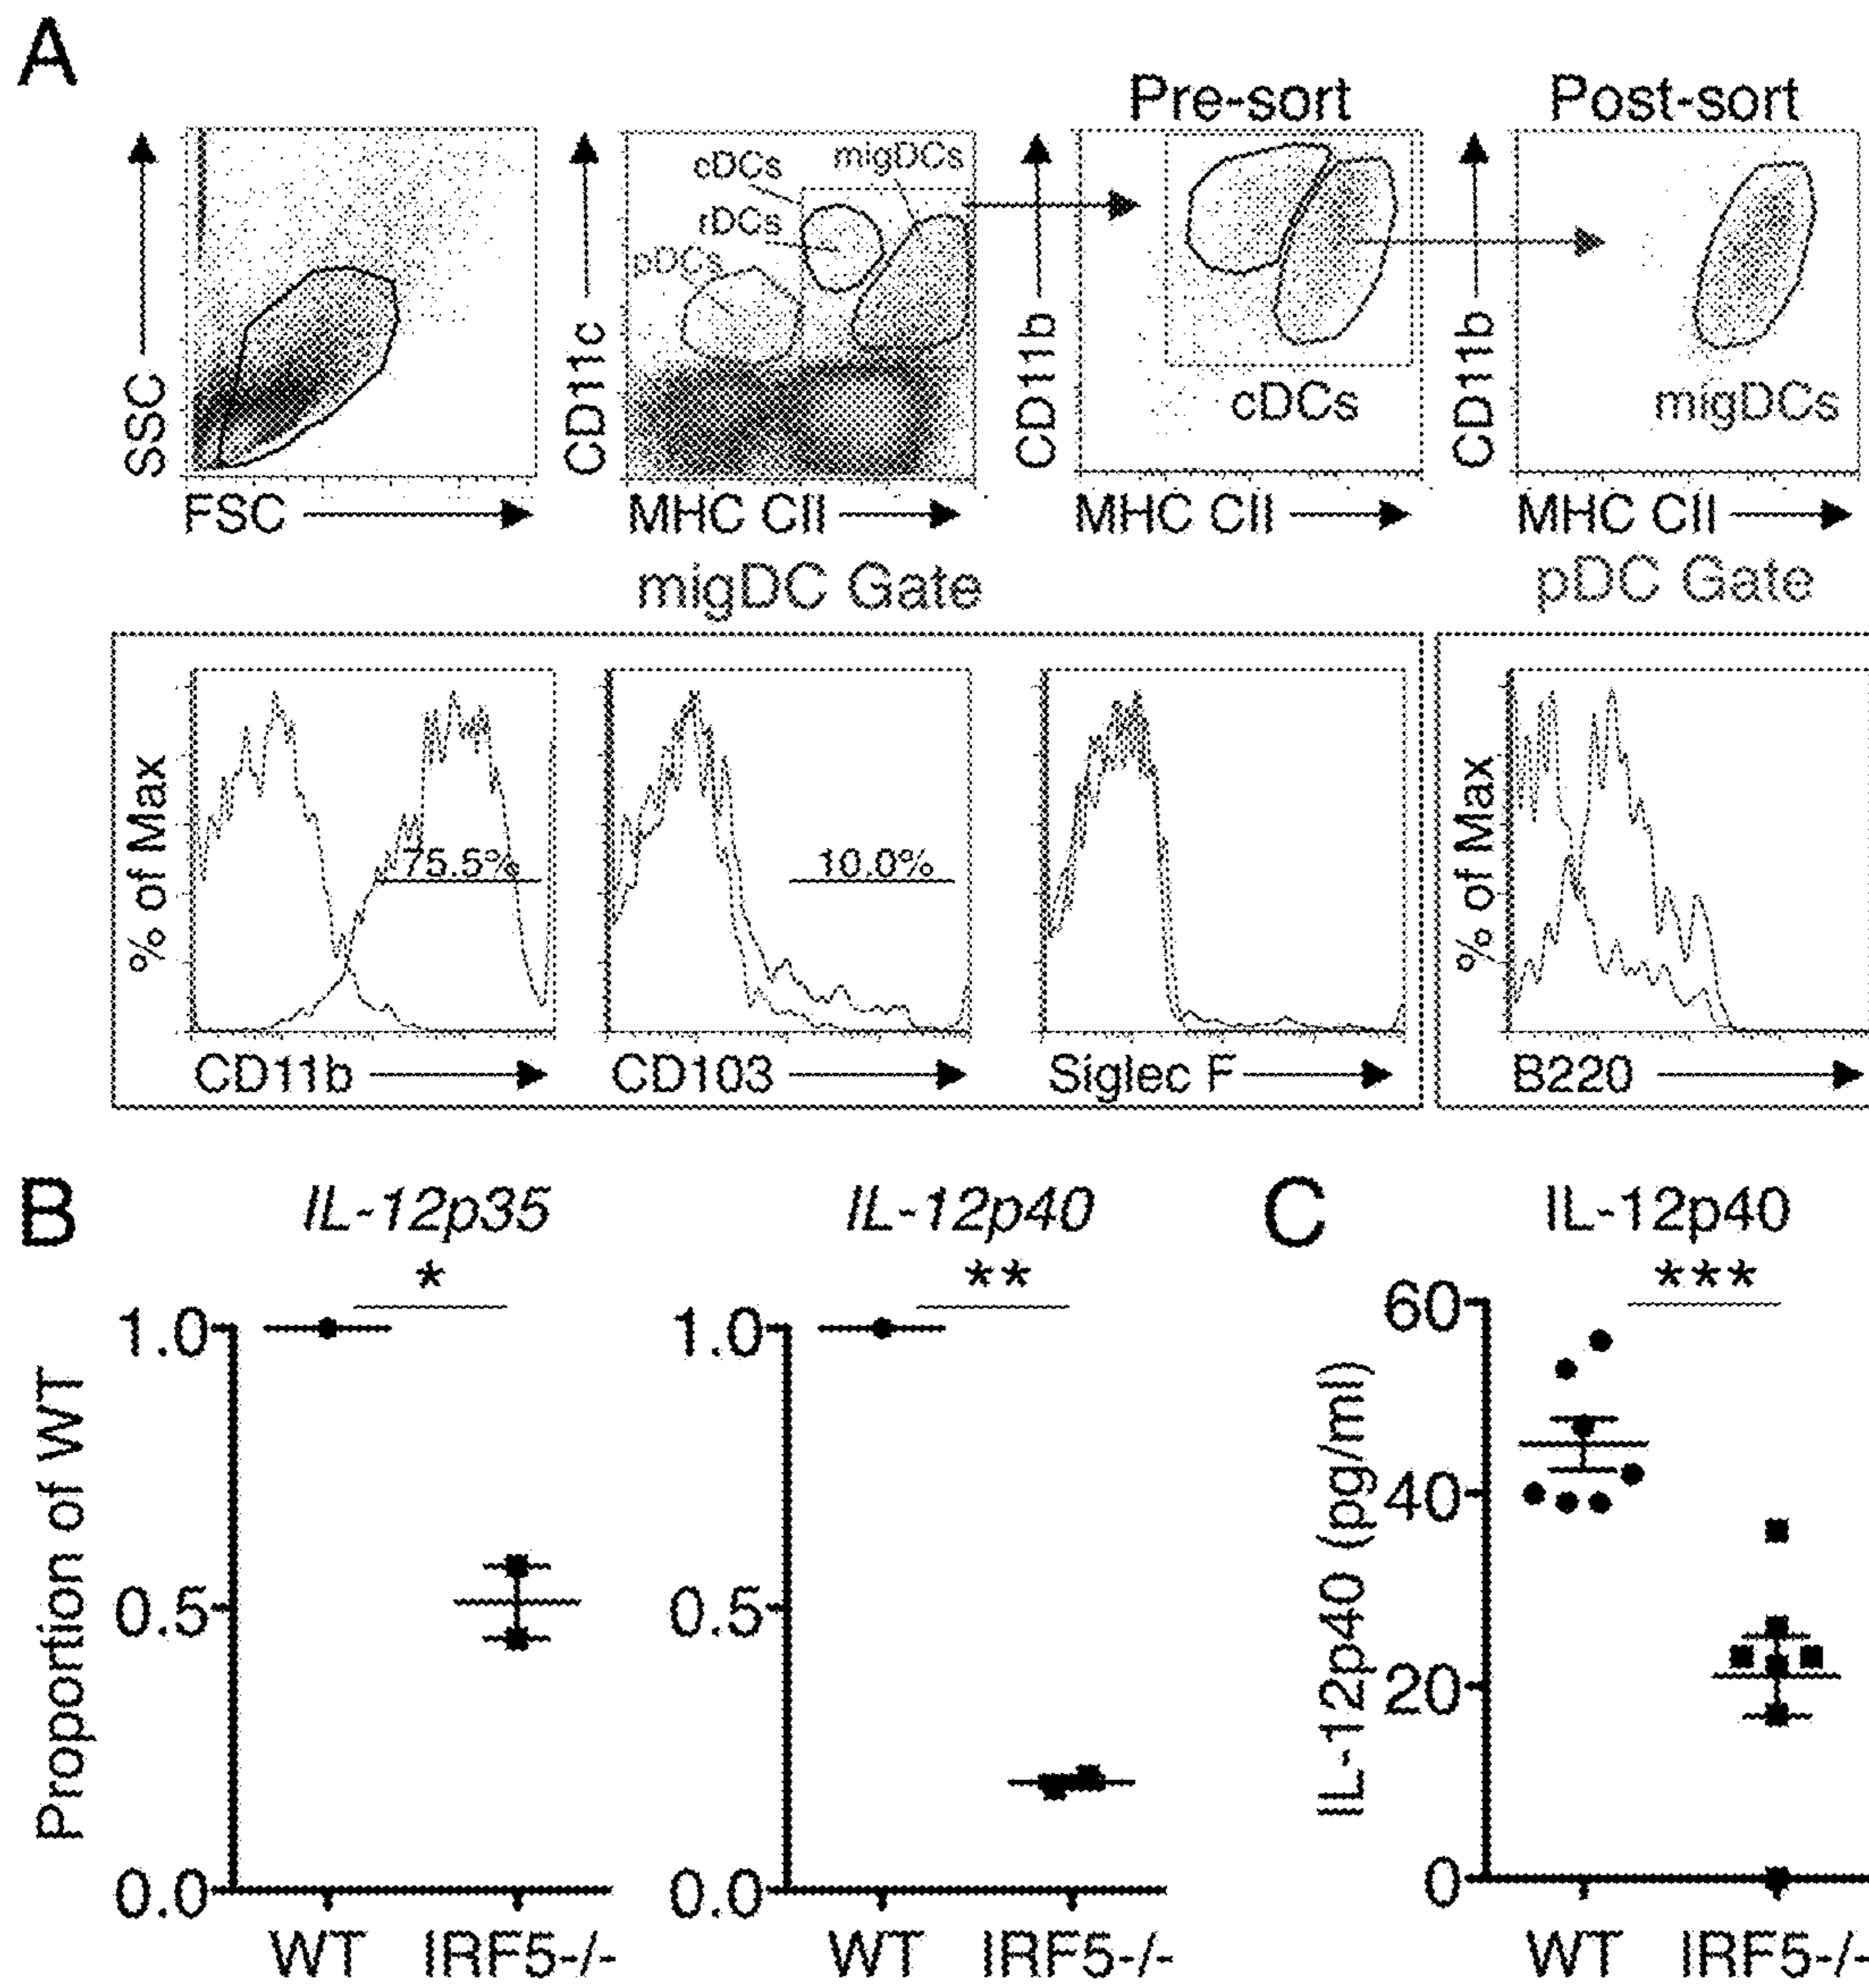 A
Pre-sort
Post-sort
SSC
FSC
CD11c
cDCs
migDCs
rDCs
pDCs
MHC CII
CD11b
cDCs
MHC CII
CD11b
migDCs
MHC CII
migDC Gate
pDC Gate
% of Max
75.5%
CD11b
10.0%
CD103
Siglec F
% of Max
B220
B
IL-12p35
*
Proportion of WT
1.0
0.5
0.0
WT IRF5-/-
IL-12p40
**
1.0
0.5
0.0
WT IRF5-/-
C
IL-12p40
***
IL-12p40 (pg/ml)
60
40
20
0
WT IRF5-/-